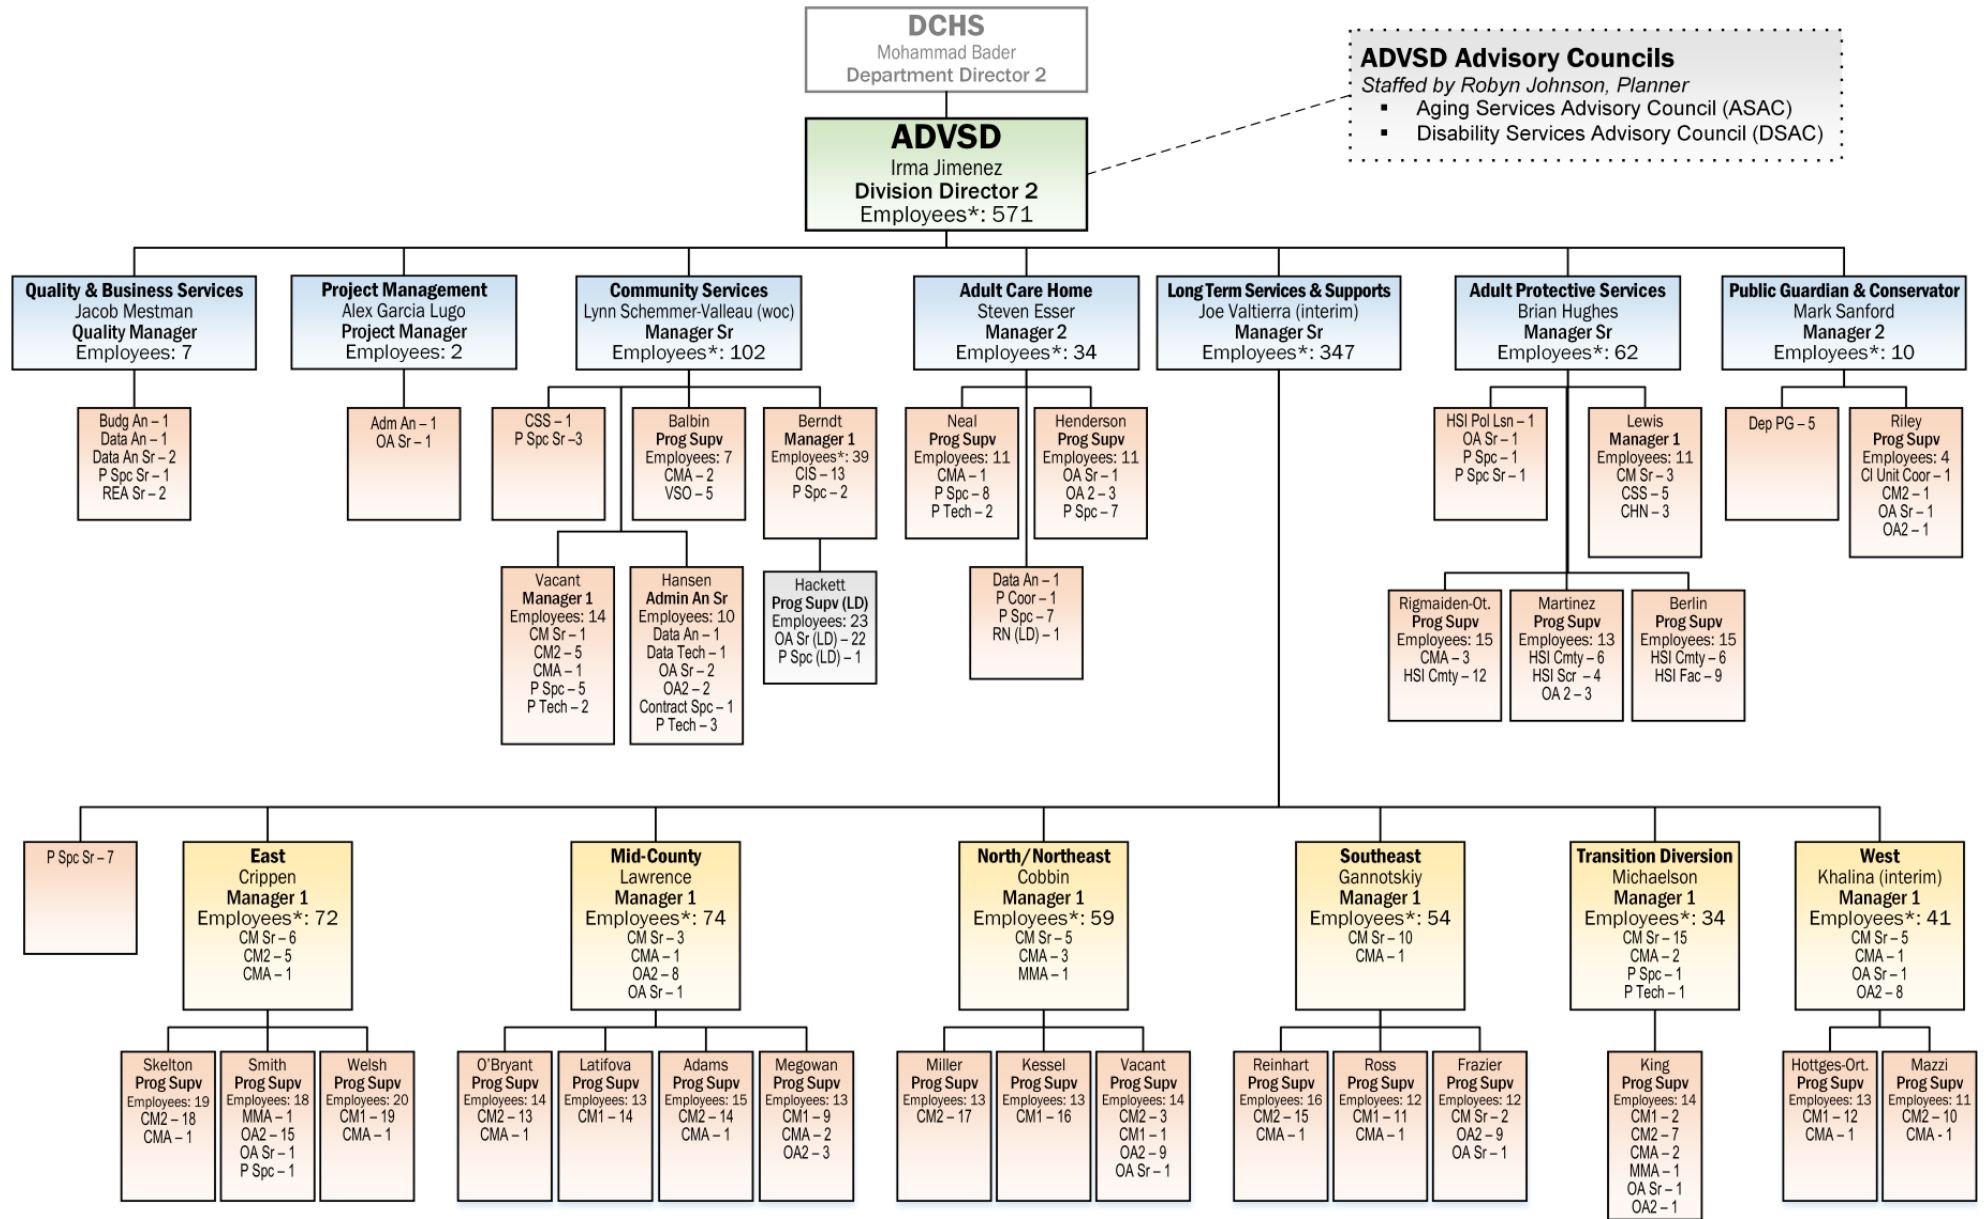 DCHS
Mohammad Bader
Department Director 2
ADVSD Advisory Councils
Staffed by Robyn Johnson, Planner
▪ Aging Services Advisory Council (ASAC)
▪ Disability Services Advisory Council (DSAC)
ADVSD
Irma Jimenez
Division Director 2
Employees*: 571
Quality & Business Services
Jacob Mestman
Quality Manager
Employees: 7
Project Management
Alex Garcia Lugo
Project Manager
Employees: 2
Community Services
Lynn Schemmer-Valleau (woc)
Manager Sr
Employees*: 102
Adult Care Home
Steven Esser
Manager 2
Employees*: 34
Long Term Services & Supports
Joe Valtierra (interim)
Manager Sr
Employees*: 347
Adult Protective Services
Brian Hughes
Manager Sr
Employees*: 62
Public Guardian & Conservator
Mark Sanford
Manager 2
Employees*: 10
Budg An – 1
Data An – 1
Data An Sr – 2
P Spc Sr – 1
REA Sr – 2
Adm An – 1
OA Sr – 1
CSS – 1
P Spc Sr –3
Balbin
Prog Supv
Employees: 7
CMA – 2
VSO – 5
Berndt
Manager 1
Employees*: 39
CIS – 13
P Spc – 2
Neal
Prog Supv
Employees: 11
CMA – 1
P Spc – 8
P Tech – 2
Henderson
Prog Supv
Employees: 11
OA Sr – 1
OA 2 – 3
P Spc – 7
HSI Pol Lsn – 1
OA Sr – 1
P Spc – 1
P Spc Sr – 1
Lewis
Manager 1
Employees: 11
CM Sr – 3
CSS – 5
CHN – 3
Dep PG – 5
Riley
Prog Supv
Employees: 4
CI Unit Coor – 1
CM2 – 1
OA Sr – 1
OA2 – 1
Vacant
Manager 1
Employees: 14
CM Sr – 1
CM2 – 5
CMA – 1
P Spc – 5
P Tech – 2
Hansen
Admin An Sr
Employees: 10
Data An – 1
Data Tech – 1
OA Sr – 2
OA2 – 2
Contract Spc – 1
P Tech – 3
Hackett
Prog Supv (LD)
Employees: 23
OA Sr (LD) – 22
P Spc (LD) – 1
Data An – 1
P Coor – 1
P Spc – 7
RN (LD) – 1
Rigmaiden-Ot.
Prog Supv
Employees: 15
CMA – 3
HSI Cmty – 12
Martinez
Prog Supv
Employees: 13
HSI Cmty – 6
HSI Scr – 4
OA 2 – 3
Berlin
Prog Supv
Employees: 15
HSI Cmty – 6
HSI Fac – 9
P Spc Sr – 7
East
Crippen
Manager 1
Employees*: 72
CM Sr – 6
CM2 – 5
CMA – 1
Mid-County
Lawrence
Manager 1
Employees*: 74
CM Sr – 3
CMA – 1
OA2 – 8
OA Sr – 1
North/Northeast
Cobbin
Manager 1
Employees*: 59
CM Sr – 5
CMA – 3
MMA – 1
Southeast
Gannotskiy
Manager 1
Employees*: 54
CM Sr – 10
CMA – 1
Transition Diversion
Michaelson
Manager 1
Employees*: 34
CM Sr – 15
CMA – 2
P Spc – 1
P Tech – 1
West
Khalina (interim)
Manager 1
Employees*: 41
CM Sr – 5
CMA – 1
OA Sr – 1
OA2 – 8
Skelton
Prog Supv
Employees: 19
CM2 – 18
CMA – 1
Smith
Prog Supv
Employees: 18
MMA – 1
OA2 – 15
OA Sr – 1
P Spc – 1
Welsh
Prog Supv
Employees: 20
CM1 – 19
CMA – 1
O'Bryant
Prog Supv
Employees: 14
CM2 – 13
CMA – 1
Latifova
Prog Supv
Employees: 13
CM1 – 14
Adams
Prog Supv
Employees: 15
CM2 – 14
CMA – 1
Megowan
Prog Supv
Employees: 13
CM1 – 9
CMA – 2
OA2 – 3
Miller
Prog Supv
Employees: 13
CM2 – 17
Kessel
Prog Supv
Employees: 13
CM1 – 16
Vacant
Prog Supv
Employees: 14
CM2 – 3
CM1 – 1
OA2 – 9
OA Sr – 1
Reinhart
Prog Supv
Employees: 16
CM2 – 15
CMA – 1
Ross
Prog Supv
Employees: 12
CM1 – 11
CMA – 1
Frazier
Prog Supv
Employees: 12
CM Sr – 2
OA2 – 9
OA Sr – 1
King
Prog Supv
Employees: 14
CM1 – 2
CM2 – 7
CMA – 2
MMA – 1
OA Sr – 1
OA2 – 1
Hottges-Ort.
Prog Supv
Employees: 13
CM1 – 12
CMA – 1
Mazzi
Prog Supv
Employees: 11
CM2 – 10
CMA - 1